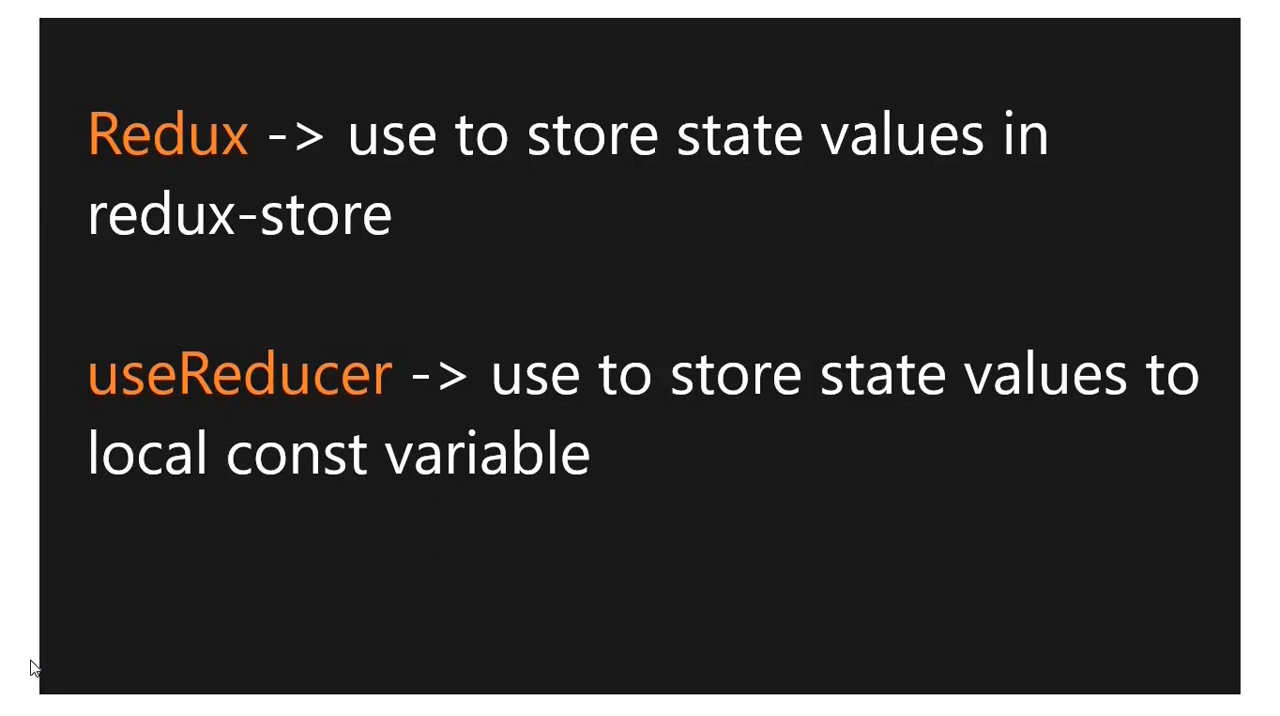 Redux -> use to store state values in
redux-store
useReducer -> use to store state values to
local const variable